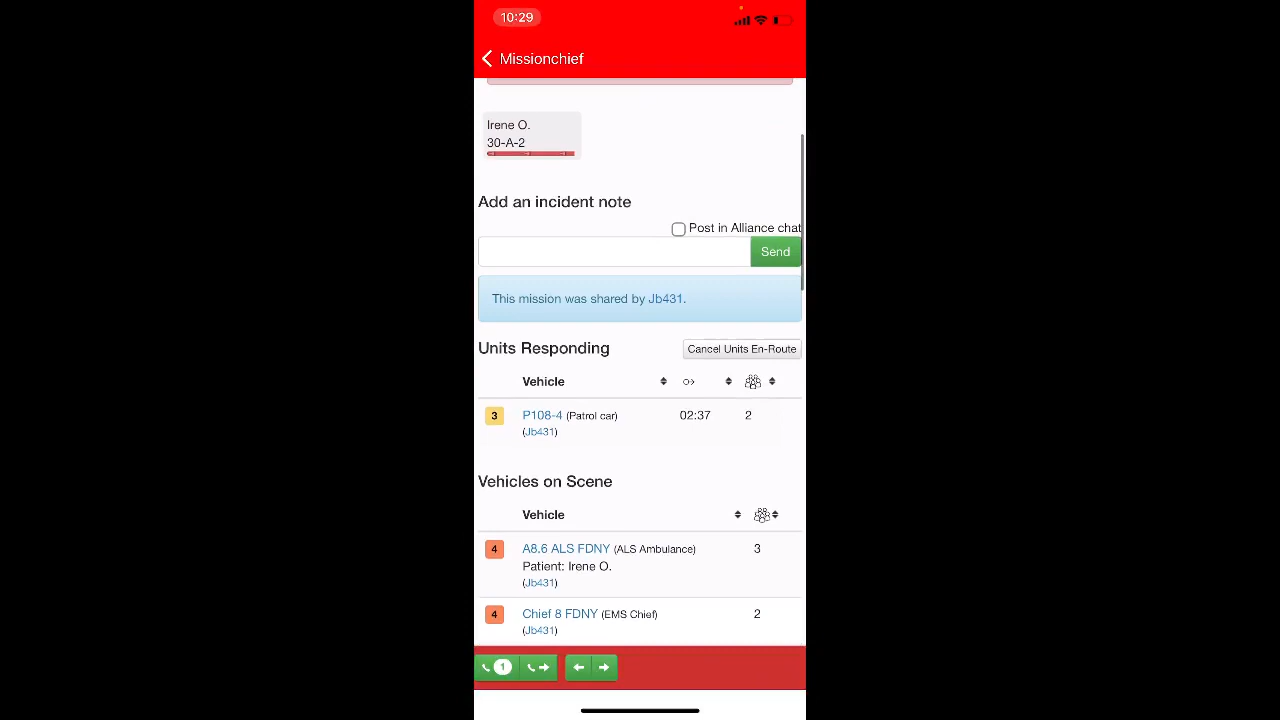 10:29
Missionchief
Irene O.
30-A-2
Add an incident note
Post in Alliance chat
Send
This mission was shared by Jb431.
Units Responding
Cancel Units En-Route
Vehicle
3
P108-4 (Patrol car)
02:37
2
(Jb431)
Vehicles on Scene
Vehicle
4
A8.6 ALS FDNY (ALS Ambulance)
3
Patient: Irene O.
(Jb431)
4
Chief 8 FDNY (EMS Chief)
2
(Jb431)
1